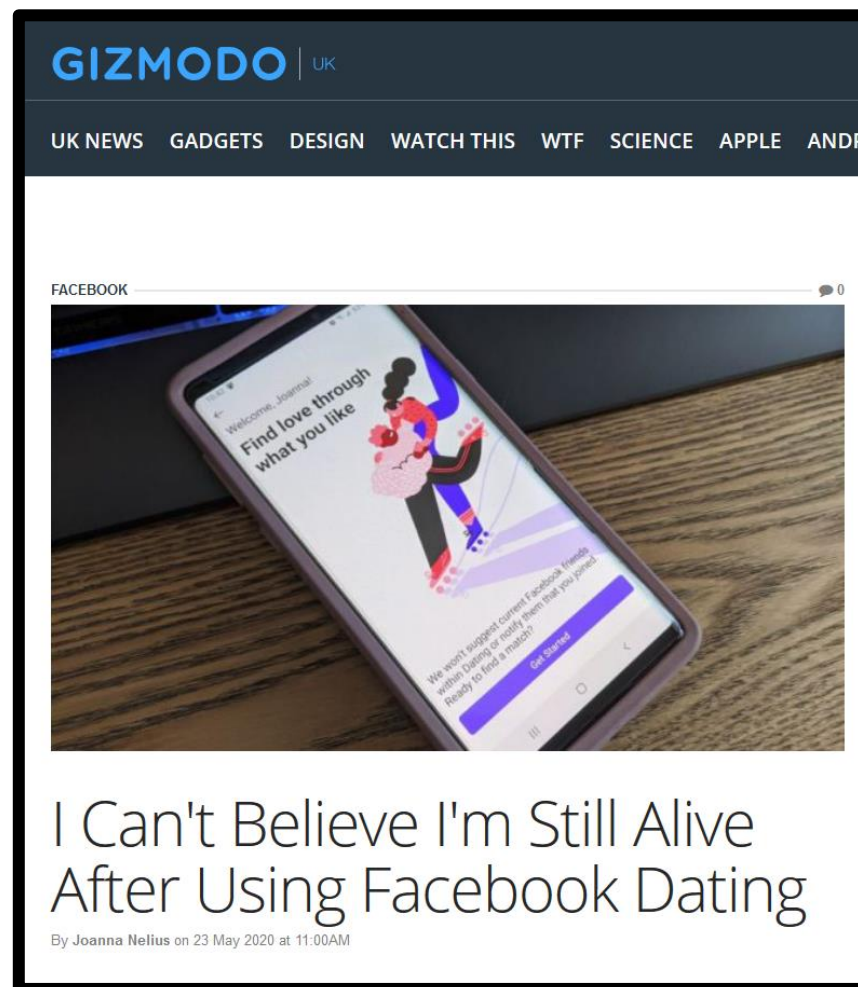 GIZMODO | UK
UK NEWS GADGETS DESIGN WATCH THIS WTF SCIENCE APPLE
FACEBOOK 0
10:42
Welcome, Joanna!
Find love through
what you like
We won't suggest current Facebook friends
within Dating or notify them that you joined.
Ready to find a match?
Get Started
I Can't Believe I'm Still Alive
After Using Facebook Dating
By Joanna Nelius on 23 May 2020 at 11:00AM